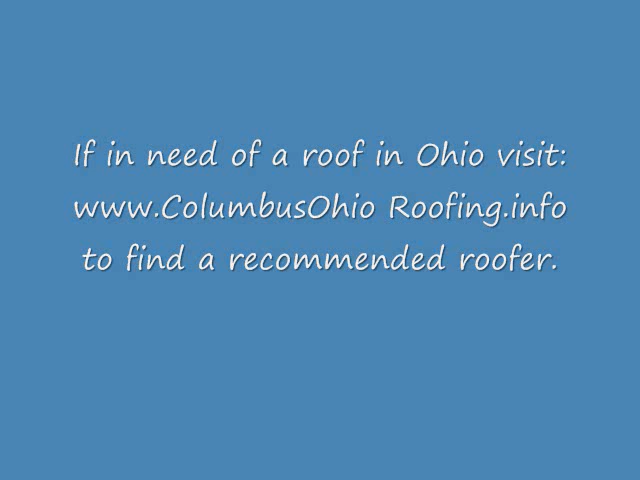 If in need of a roof in Ohio visit:
www.ColumbusOhio Roofing.info
to find a recommended roofer.